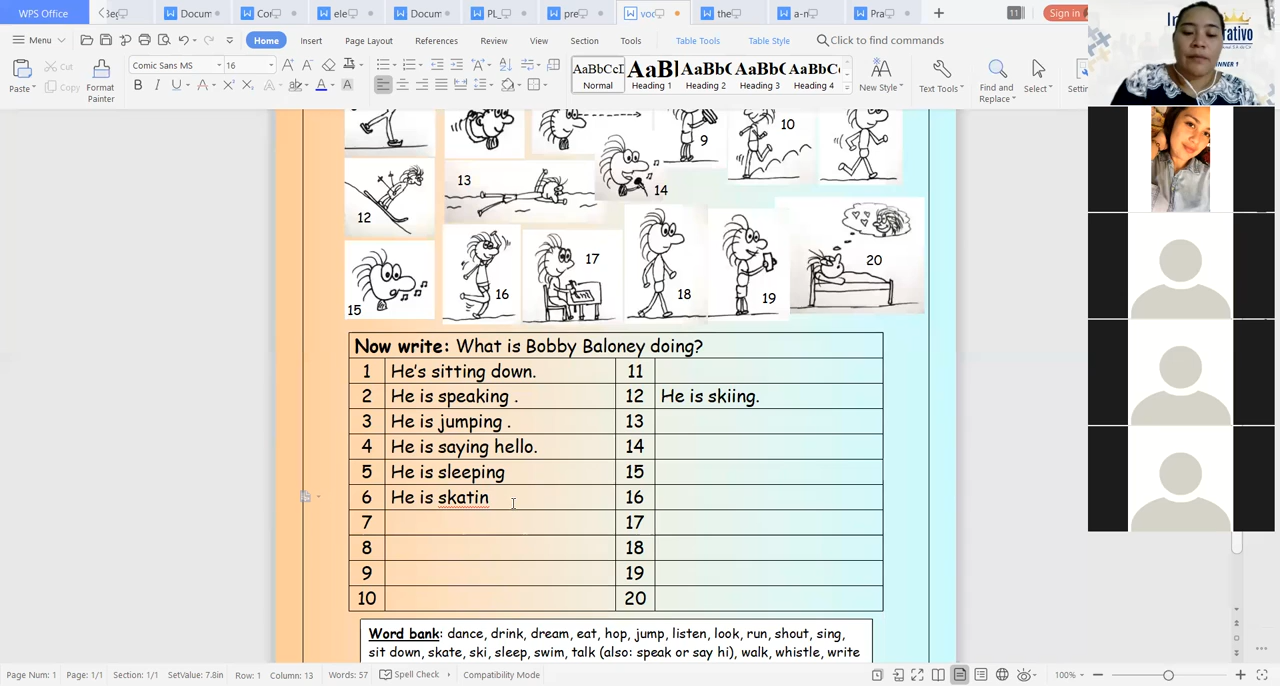 WPS Office
Docum
Cor
ele
Docum
PL_
pre
voc
the
a-n
Pra
11
Sign in
Menu
Home
Insert
Page Layout
References
Review
View
Section
Tools
Table Tools
Table Style
Click to find commands
Paste
Cut
Copy
Format Painter
Comic Sans MS
16
AaBbCcD
Normal
AaBl
Heading 1
AaBb(
Heading 2
AaBbC
Heading 3
AaBbC
Heading 4
New Style
Text Tools
Find and Replace
Select
9
10
12
13
14
15
16
17
18
19
20
Now write: What is Bobby Baloney doing?
1 He's sitting down. 11
2 He is speaking . 12 He is skiing.
3 He is jumping . 13
4 He is saying hello. 14
5 He is sleeping 15
6 He is skatin 16
7 17
8 18
9 19
10 20
Word bank: dance, drink, dream, eat, hop, jump, listen, look, run, shout, sing,
sit down, skate, ski, sleep, swim, talk (also: speak or say hi), walk, whistle, write
Page Num: 1 Page: 1/1 Section: 1/1 SetValue: 7.8in Row: 1 Column: 13 Words: 57 Spell Check Compatibility Mode 100%